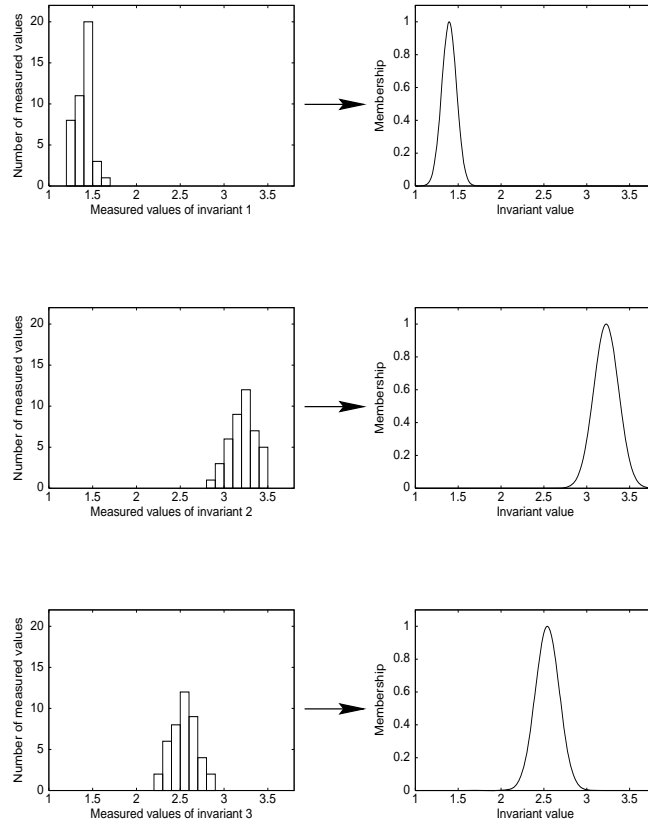 Number of measured values
20
15
10
5
0
1 1.5 2 2.5 3 3.5
Measured values of invariant 1
Membership
1
0.8
0.6
0.4
0.2
0
1 1.5 2 2.5 3 3.5
Invariant value
Number of measured values
20
15
10
5
0
1 1.5 2 2.5 3 3.5
Measured values of invariant 2
Membership
1
0.8
0.6
0.4
0.2
0
1 1.5 2 2.5 3 3.5
Invariant value
Number of measured values
20
15
10
5
0
1 1.5 2 2.5 3 3.5
Measured values of invariant 3
Membership
1
0.8
0.6
0.4
0.2
0
1 1.5 2 2.5 3 3.5
Invariant value